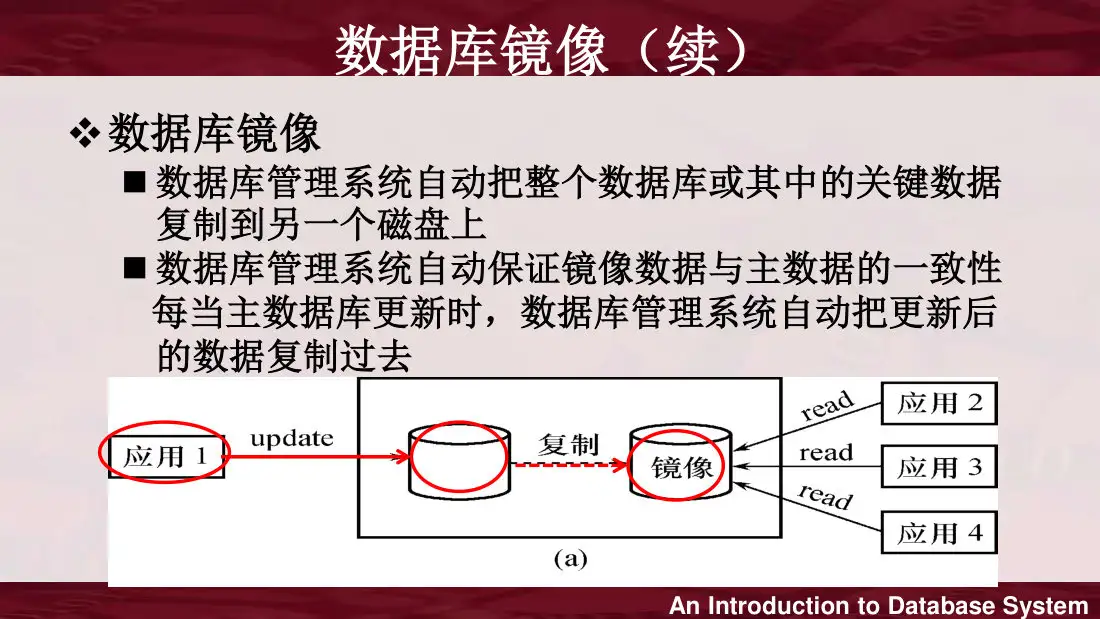 数据库镜像（续）
数据库镜像
数据库管理系统自动把整个数据库或其中的关键数据
复制到另一个磁盘上
数据库管理系统自动保证镜像数据与主数据的一致性
每当主数据库更新时，数据库管理系统自动把更新后
的数据复制过去
应用1
update
复制
镜像
read
应用2
read
应用3
read
应用4
(a)
An Introduction to Database System